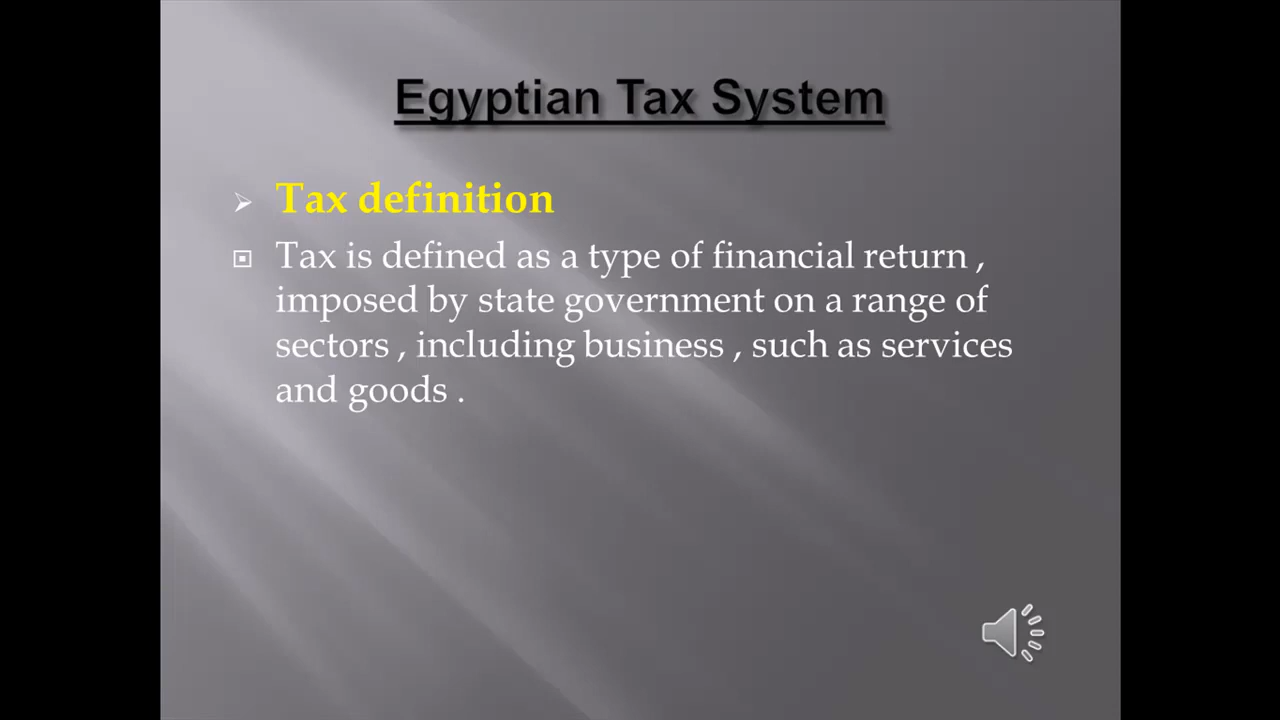 Egyptian Tax System
Tax definition
Tax is defined as a type of financial return ,
imposed by state government on a range of
sectors , including business , such as services
and goods .